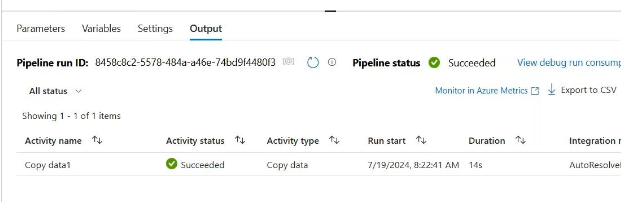 Parameters Variables Settings Output
Pipeline run ID: 8458c8c2-5578-484a-a46e-74bd9f4480f3 Pipeline status Succeeded View debug run consump
All status Monitor in Azure Metrics Export to CSV
Showing 1 - 1 of 1 items
Activity name Activity status Activity type Run start Duration Integration r
Copy data1 Succeeded Copy data 7/19/2024, 8:22:41 AM 14s AutoResolveI